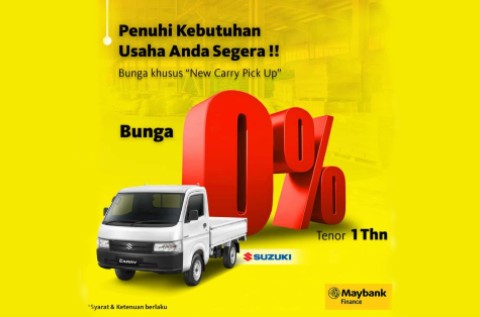 Penuhi Kebutuhan
Usaha Anda Segera !!
Bunga khusus "New Carry Pick Up"
Bunga
0%
Tenor 1 Thn
SUZUKI
Maybank
Finance
*Syarat & Ketenuan berlaku